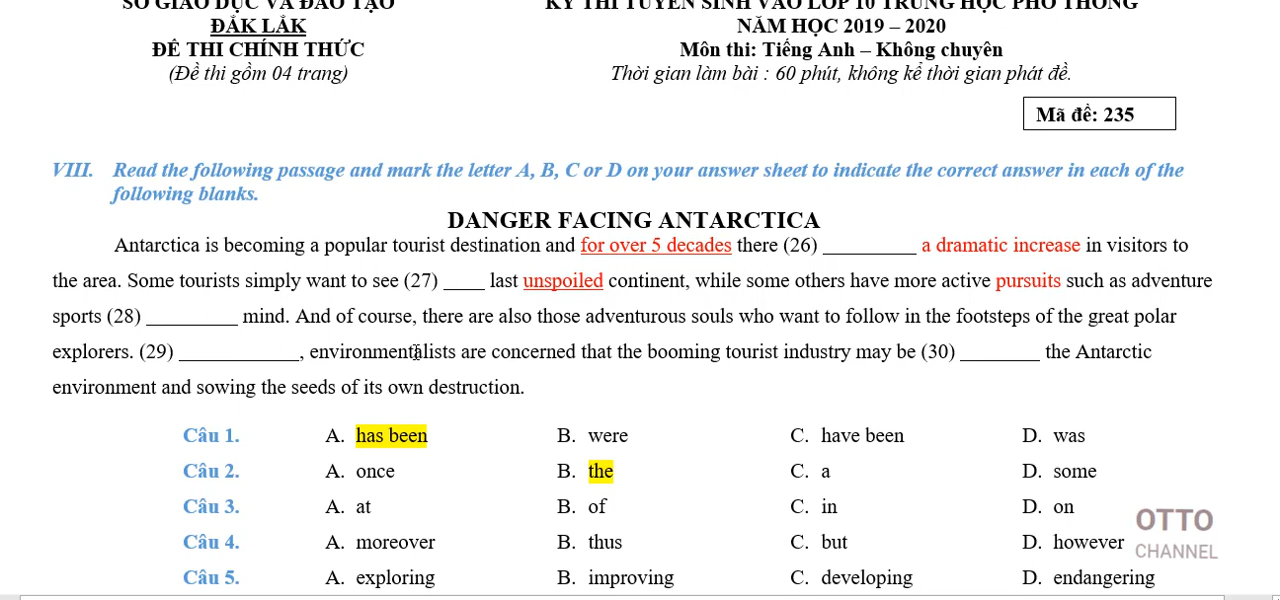 SỞ GIÁO DỤC VÀ ĐÀO TẠO
KỲ THI TUYỂN SINH VÀO LỚP 10 TRUNG HỌC PHỔ THÔNG
ĐẮK LẮK
NĂM HỌC 2019 – 2020
ĐỀ THI CHÍNH THỨC
Môn thi: Tiếng Anh – Không chuyên
(Đề thi gồm 04 trang)
Thời gian làm bài : 60 phút, không kể thời gian phát đề.
Mã đề: 235
VIII. Read the following passage and mark the letter A, B, C or D on your answer sheet to indicate the correct answer in each of the
following blanks.
DANGER FACING ANTARCTICA
Antarctica is becoming a popular tourist destination and for over 5 decades there (26) _________ a dramatic increase in visitors to
the area. Some tourists simply want to see (27) ____ last unspoiled continent, while some others have more active pursuits such as adventure
sports (28) _________ mind. And of course, there are also those adventurous souls who want to follow in the footsteps of the great polar
explorers. (29) ____________, environmentalists are concerned that the booming tourist industry may be (30) ________ the Antarctic
environment and sowing the seeds of its own destruction.
Câu 1. A. has been B. were C. have been D. was
Câu 2. A. once B. the C. a D. some
Câu 3. A. at B. of C. in D. on
Câu 4. A. moreover B. thus C. but D. however
Câu 5. A. exploring B. improving C. developing D. endangering
OTTO
CHANNEL